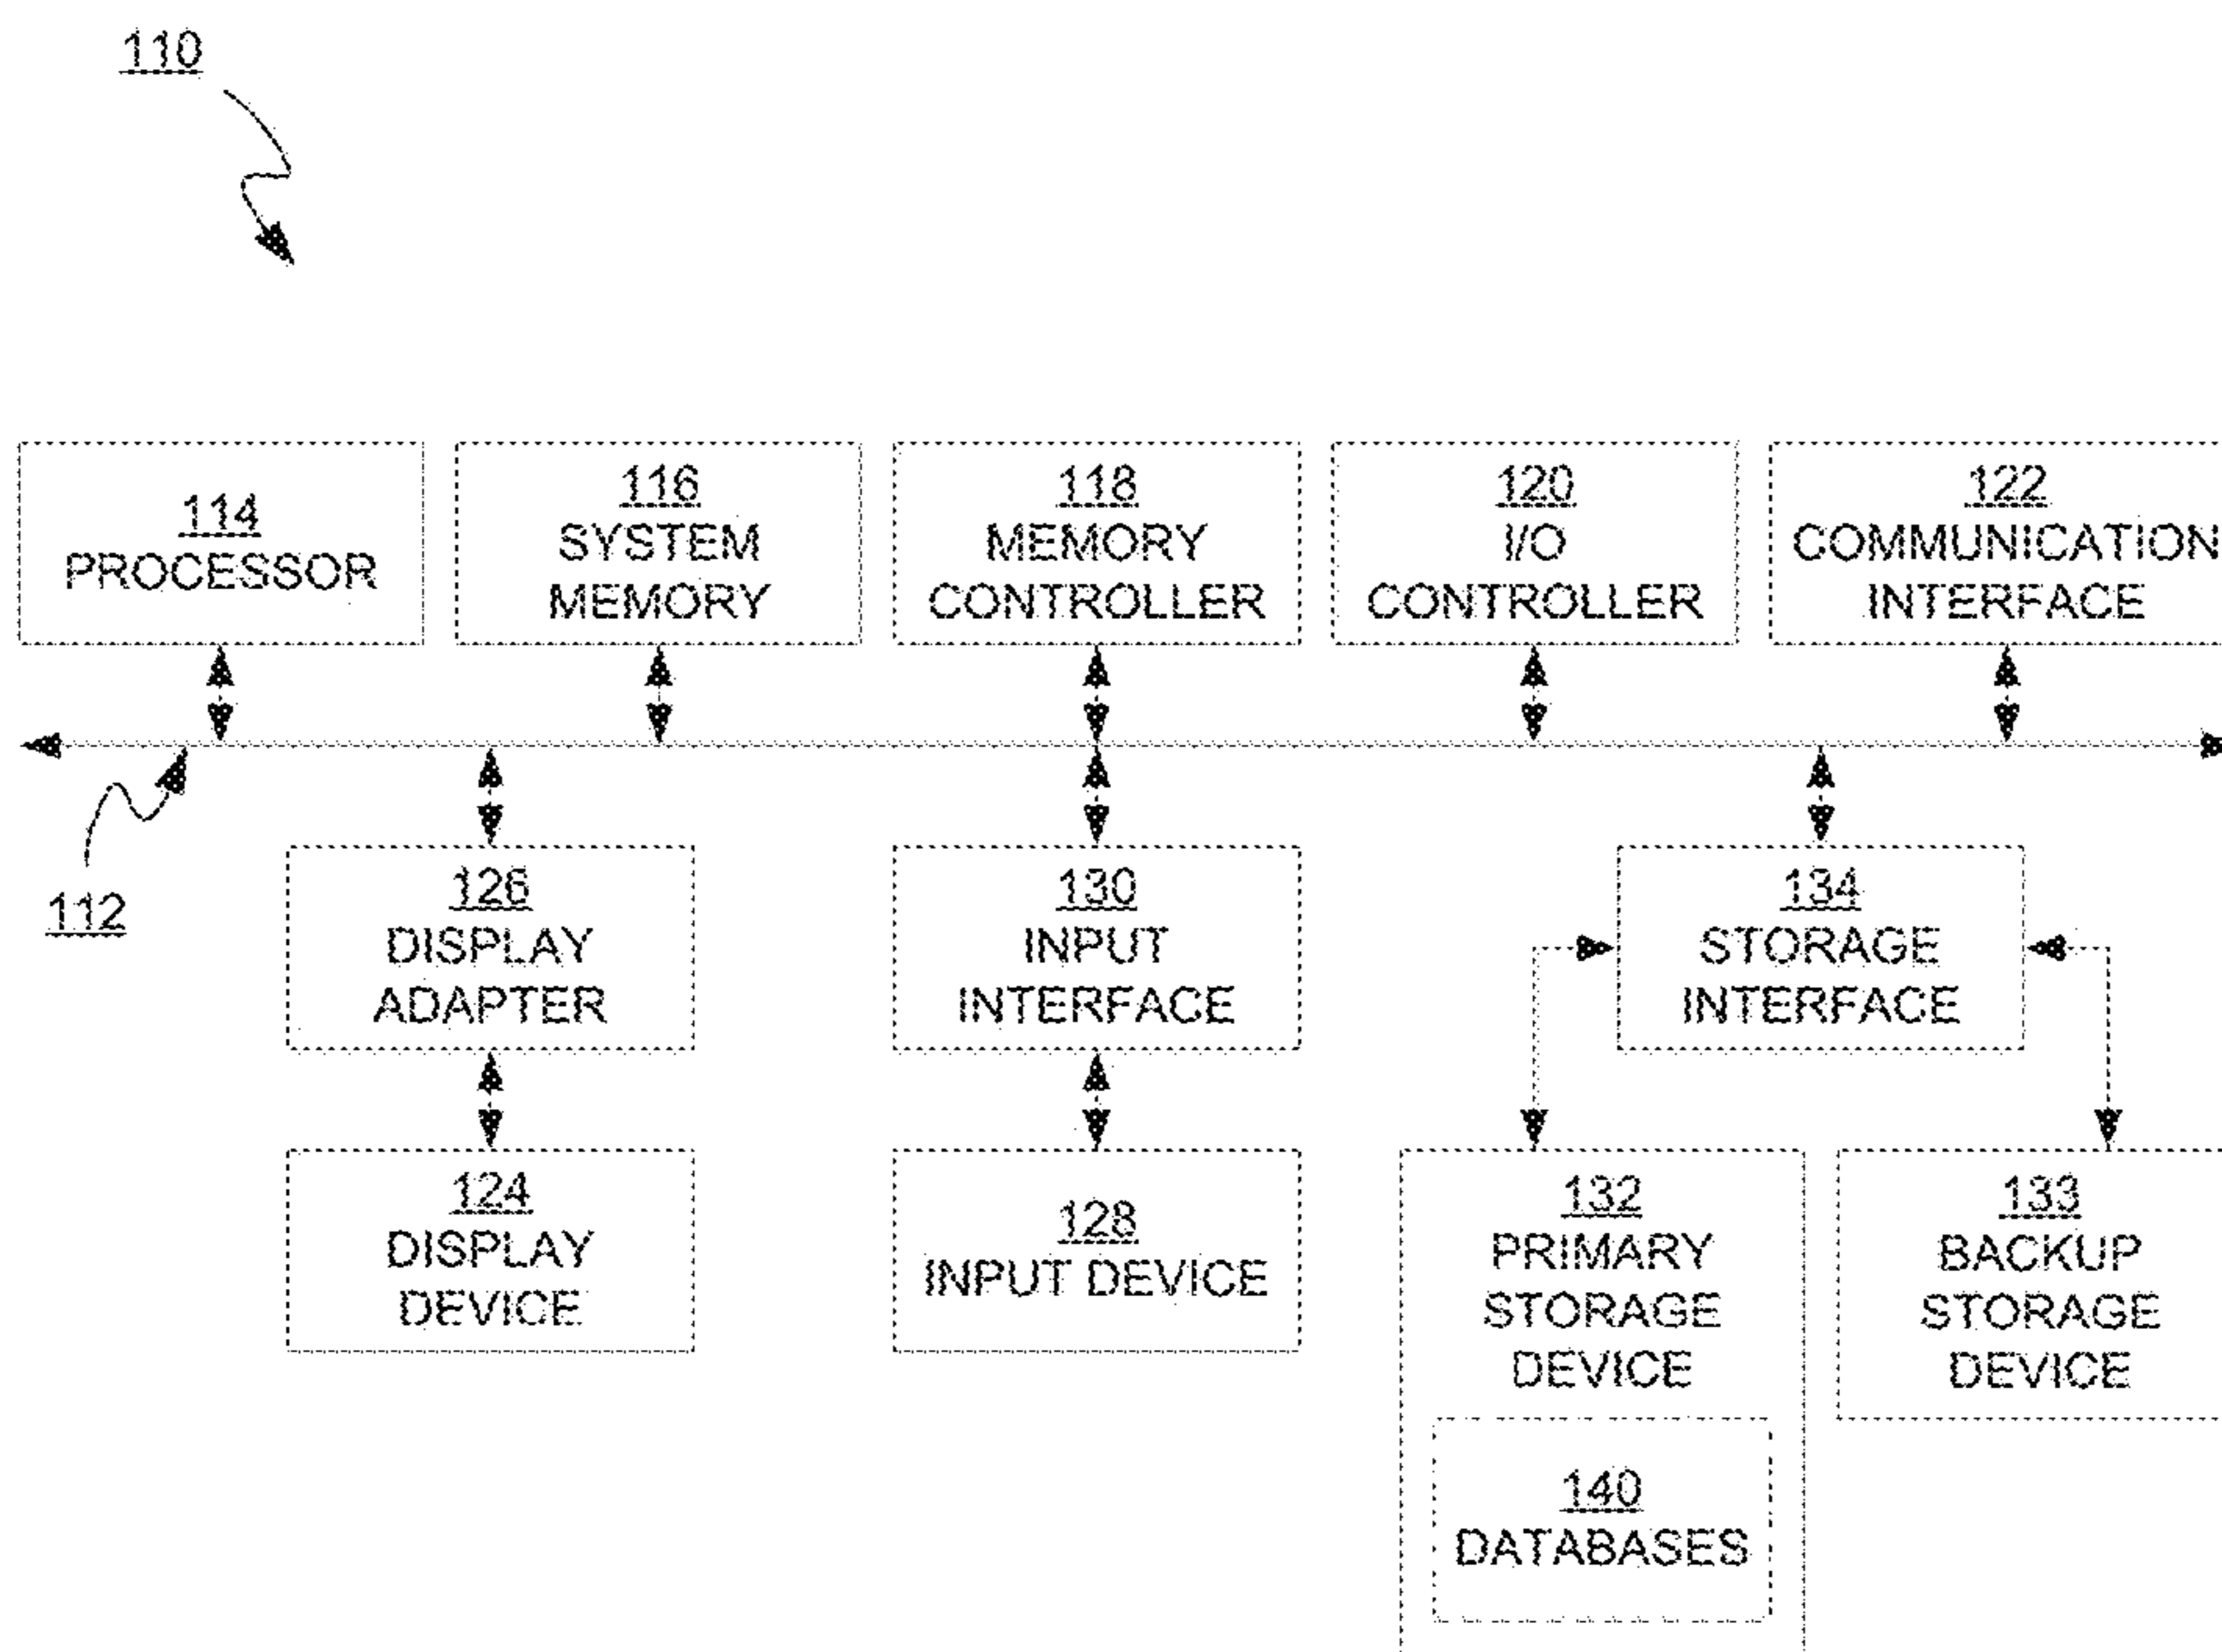 110
114
PROCESSOR
116
SYSTEM
MEMORY
118
MEMORY
CONTROLLER
120
I/O
CONTROLLER
122
COMMUNICATION
INTERFACE
112
126
DISPLAY
ADAPTER
130
INPUT
INTERFACE
134
STORAGE
INTERFACE
124
DISPLAY
DEVICE
128
INPUT DEVICE
132
PRIMARY
STORAGE
DEVICE
133
BACKUP
STORAGE
DEVICE
140
DATABASES